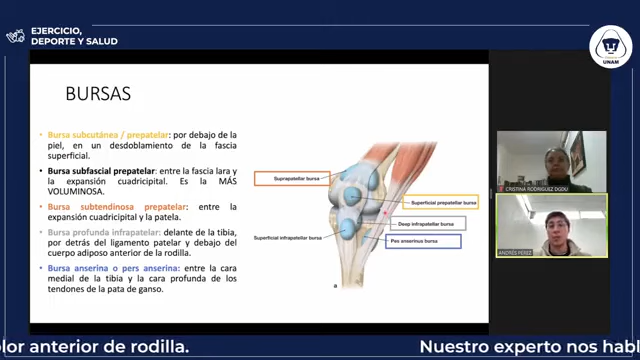 EJERCICIO,
DEPORTE Y SALUD
UNAM
BURSAS
• Bursa subcutánea / prepatelar: por debajo de la
piel, en un desdoblamiento de la fascia
superficial.
• Bursa subfascial prepatelar: entre la fascia lara y
la expansión cuadricipital. Es la MÁS
VOLUMINOSA.
• Bursa subtendinosa prepatelar: entre la
expansión cuadricipital y la patela.
• Bursa profunda infrapatelar: delante de la tibia,
por detrás del ligamento patelar y debajo del
cuerpo adiposo anterior de la rodilla.
• Bursa anserina o pers anserina: entre la cara
medial de la tibia y la cara profunda de los
tendones de la pata de ganso.
Suprapatellar bursa
Superficial prepatellar bursa
Deep infrapatellar bursa
Superficial infrapatellar bursa
Pes anserinus bursa
a
CRISTINA RODRIGUEZ DGDU
ANDRÉS PEREZ
olor anterior de rodilla.
Nuestro experto nos habl